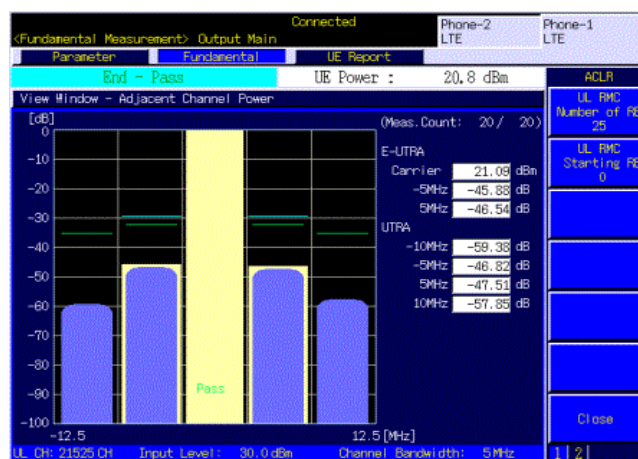 Connected
<Fundamental Measurement> Output Main
Phone-2
LTE
Phone-1
LTE
Parameter
Fundamental
UE Report
End - Pass
UE Power : 20.8 dBm
ACLR
View Window - Adjacent Channel Power
UL RMC
Number of RB
25
UL RMC
Starting RB
0
Close
1 2
[dB]
0
-10
-20
-30
-40
-50
-60
-70
-80
-90
-100
Pass
-12.5
12.5 [MHz]
(Meas.Count: 20 / 20)
E-UTRA
Carrier 21.09 dBm
-5MHz -45.88 dB
5MHz -46.54 dB
UTRA
-10MHz -59.38 dB
-5MHz -46.82 dB
5MHz -47.51 dB
10MHz -57.85 dB
UL CH: 21525 CH Input Level: 30.0 dBm Channel Bandwidth: 5MHz